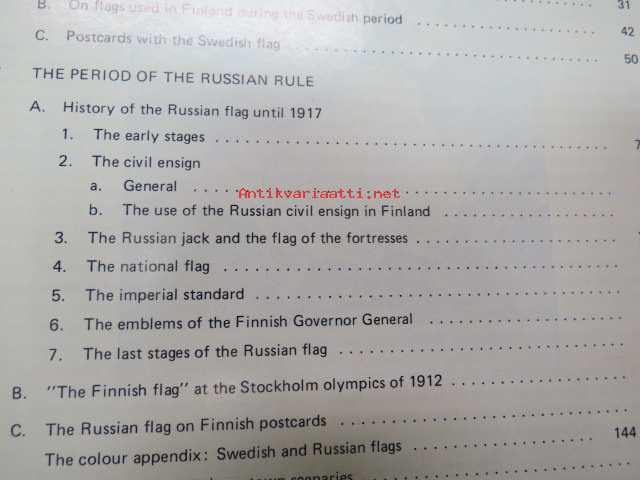 B. On flags used in Finland during the Swedish period .......... 31
C. Postcards with the Swedish flag .......... 42
50
THE PERIOD OF THE RUSSIAN RULE
A. History of the Russian flag until 1917
1. The early stages .......... 7
2. The civil ensign
a. General ..........
Antikvariaatti.net
b. The use of the Russian civil ensign in Finland ..........
3. The Russian jack and the flag of the fortresses ..........
4. The national flag ..........
5. The imperial standard ..........
6. The emblems of the Finnish Governor General ..........
7. The last stages of the Russian flag ..........
B. "The Finnish flag" at the Stockholm olympics of 1912 ..........
C. The Russian flag on Finnish postcards ..........
The colour appendix: Swedish and Russian flags .......... 144